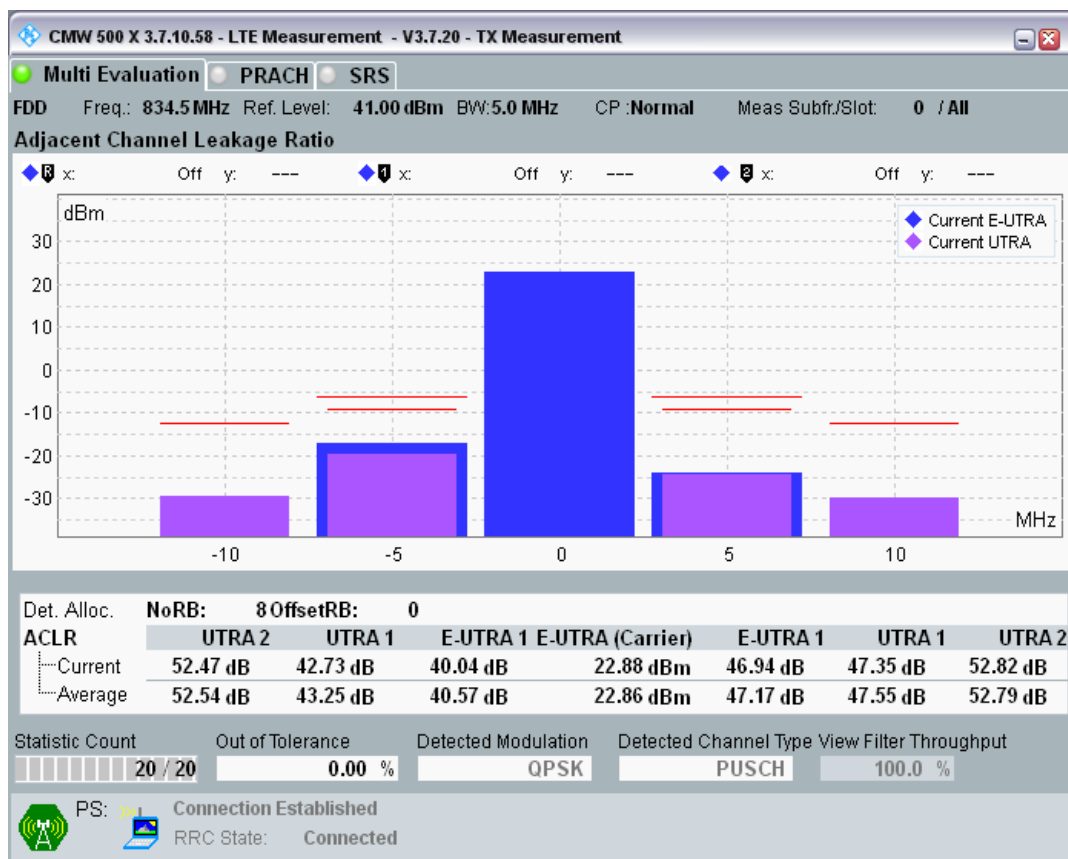 CMW 500 X 3.7.10.58 - LTE Measurement - V3.7.20 - TX Measurement
Multi Evaluation PRACH SRS
FDD Freq.: 834.5 MHz Ref. Level: 41.00 dBm BW:5.0 MHz CP :Normal Meas Subfr./Slot: 0 / All
Adjacent Channel Leakage Ratio
R x: Off y: --- 1 x: Off y: --- 2 x: Off y: ---
dBm
Current E-UTRA
Current UTRA
30
20
10
0
-10
-20
-30
MHz
-10 -5 0 5 10
Det. Alloc. NoRB: 8 OffsetRB: 0
ACLR UTRA 2 UTRA 1 E-UTRA 1 E-UTRA (Carrier) E-UTRA 1 UTRA 1 UTRA 2
Current 52.47 dB 42.73 dB 40.04 dB 22.88 dBm 46.94 dB 47.35 dB 52.82 dB
Average 52.54 dB 43.25 dB 40.57 dB 22.86 dBm 47.17 dB 47.55 dB 52.79 dB
Statistic Count Out of Tolerance Detected Modulation Detected Channel Type View Filter Throughput
20 / 20 0.00 % QPSK PUSCH 100.0 %
PS: Connection Established
RRC State: Connected